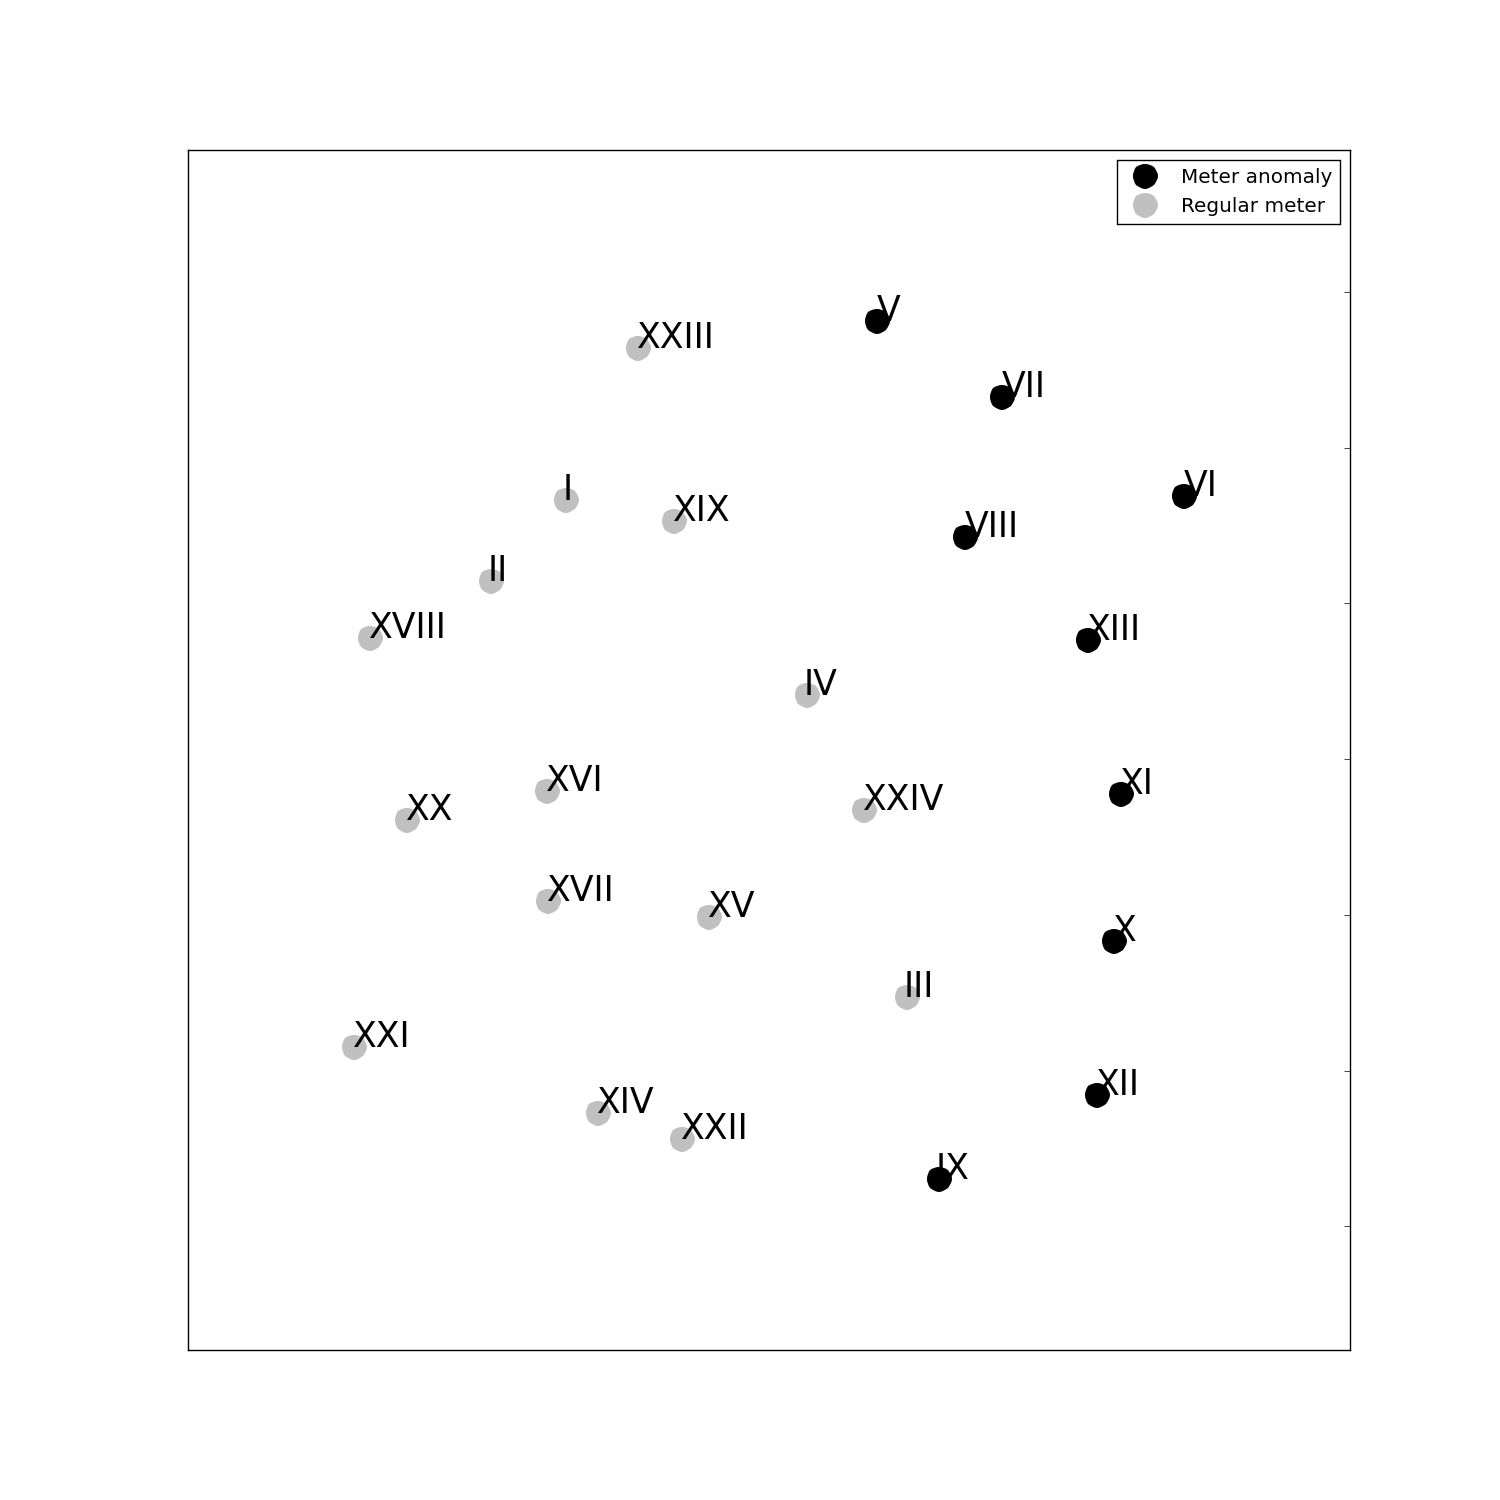 Meter anomaly
Regular meter
V
XXIII
VII
VI
I
XIX
VIII
II
XVIII
XIII
IV
XVI
XI
XXIV
XX
XVII
XV
X
III
XXI
XII
XIV
XXII
IX